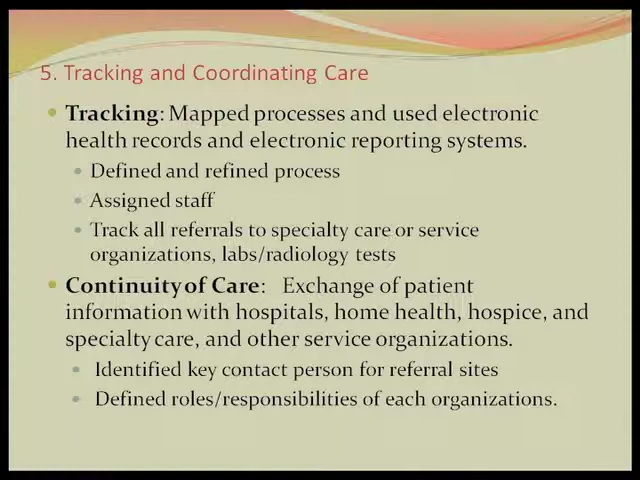 5. Tracking and Coordinating Care
Tracking: Mapped processes and used electronic
health records and electronic reporting systems.
Defined and refined process
Assigned staff
Track all referrals to specialty care or service
organizations, labs/radiology tests
Continuity of Care: Exchange of patient
information with hospitals, home health, hospice, and
specialty care, and other service organizations.
Identified key contact person for referral sites
Defined roles/responsibilities of each organizations.